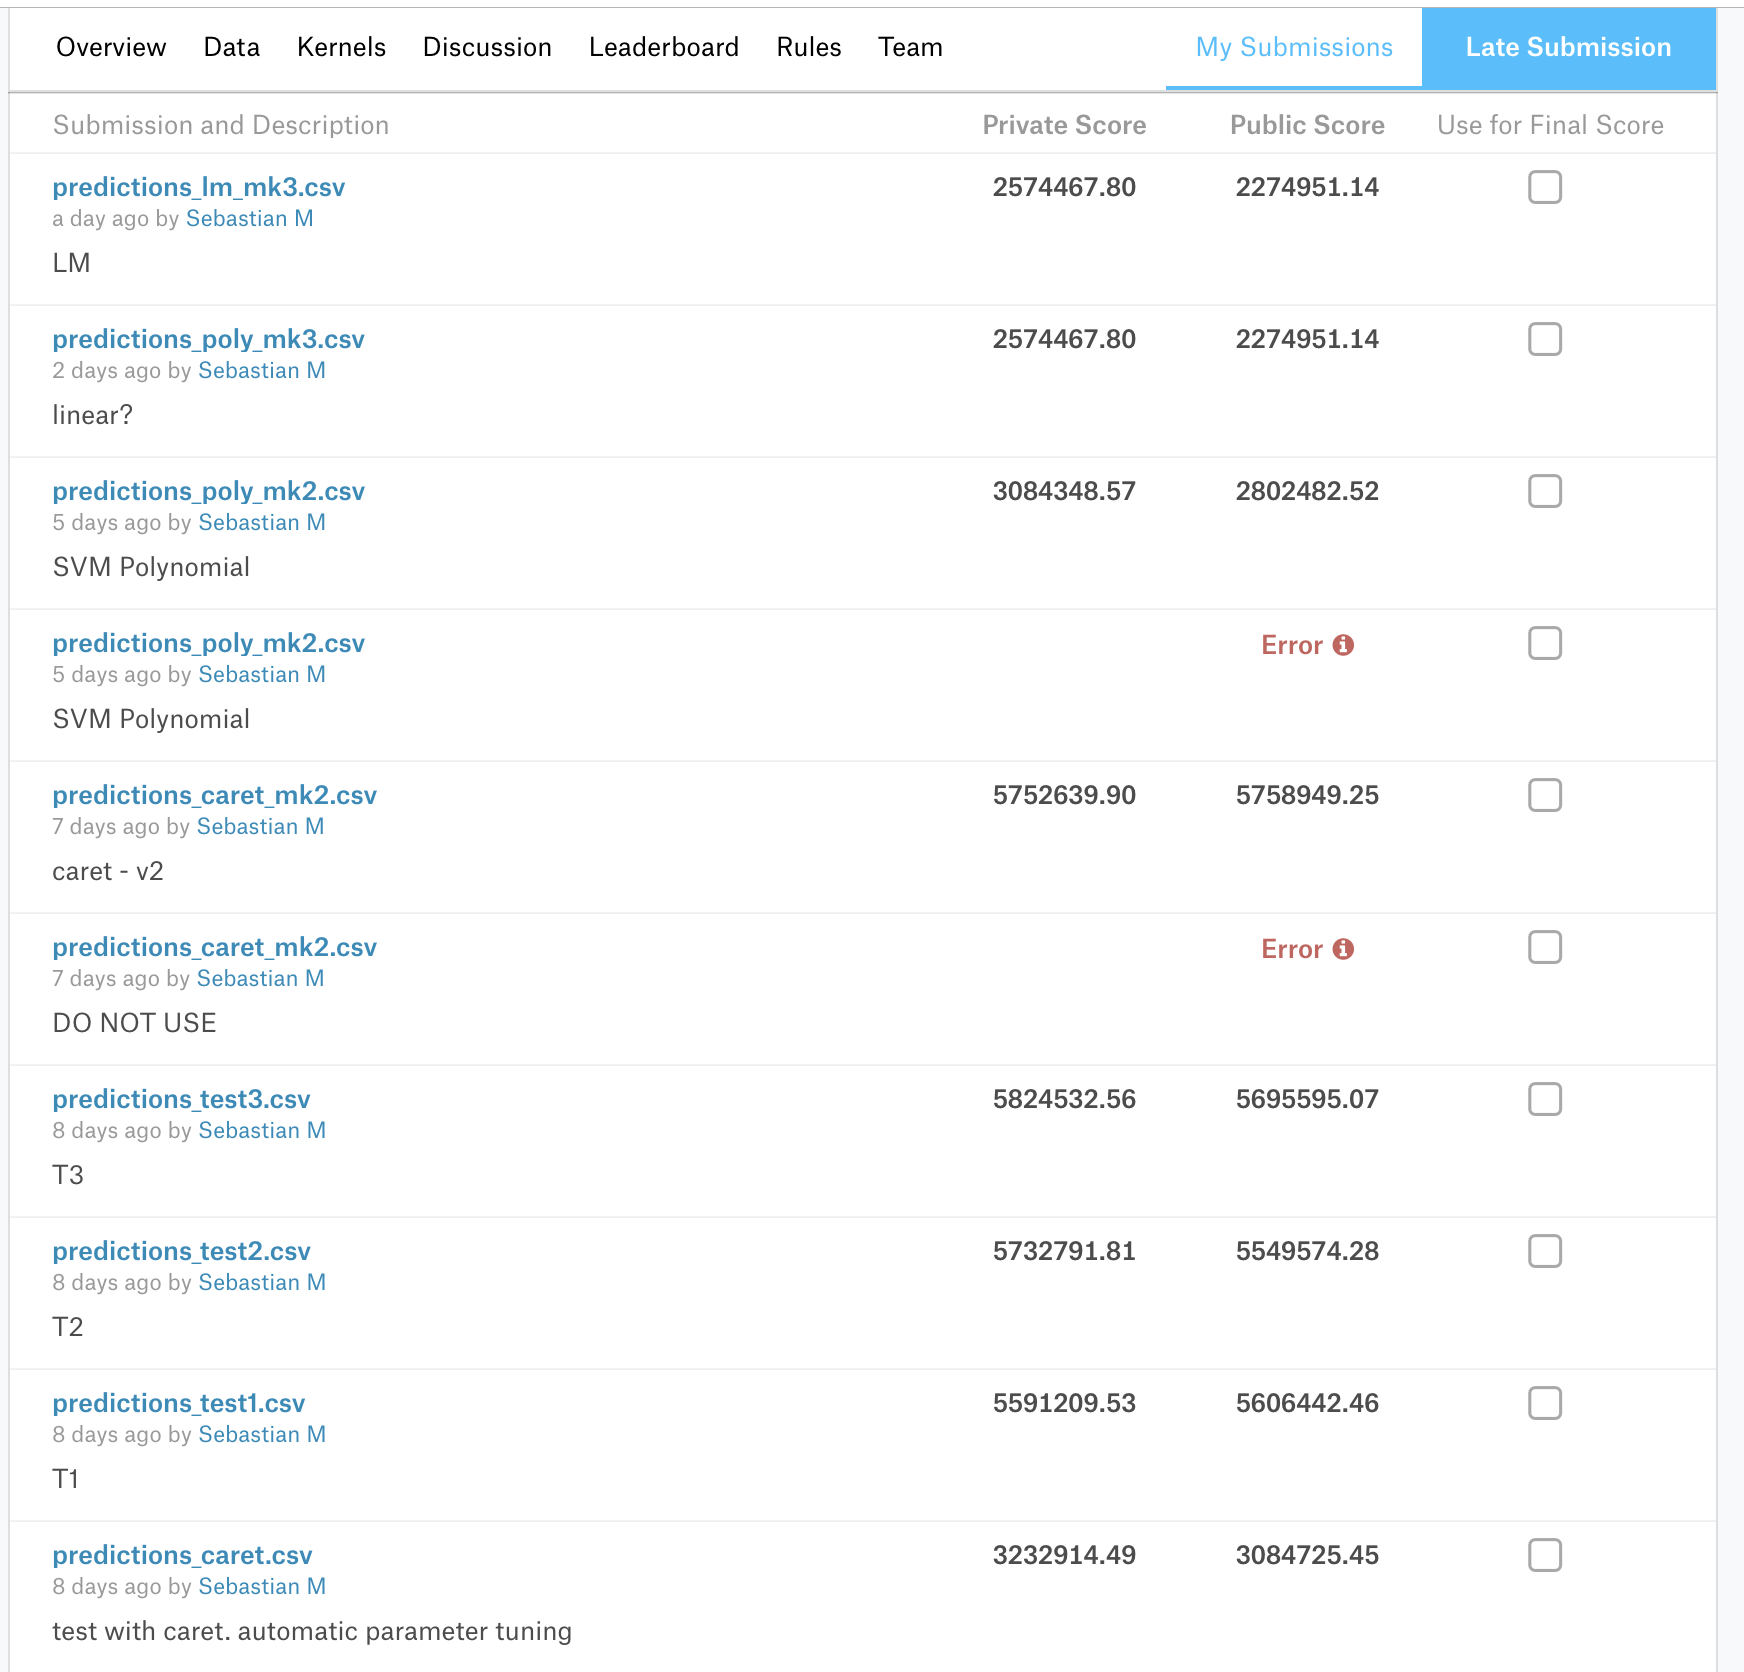 Overview Data Kernels Discussion Leaderboard Rules Team My Submissions Late Submission
Submission and Description Private Score Public Score Use for Final Score
predictions_lm_mk3.csv 2574467.80 2274951.14
a day ago by Sebastian M
LM
predictions_poly_mk3.csv 2574467.80 2274951.14
2 days ago by Sebastian M
linear?
predictions_poly_mk2.csv 3084348.57 2802482.52
5 days ago by Sebastian M
SVM Polynomial
predictions_poly_mk2.csv Error
5 days ago by Sebastian M
SVM Polynomial
predictions_caret_mk2.csv 5752639.90 5758949.25
7 days ago by Sebastian M
caret - v2
predictions_caret_mk2.csv Error
7 days ago by Sebastian M
DO NOT USE
predictions_test3.csv 5824532.56 5695595.07
8 days ago by Sebastian M
T3
predictions_test2.csv 5732791.81 5549574.28
8 days ago by Sebastian M
T2
predictions_test1.csv 5591209.53 5606442.46
8 days ago by Sebastian M
T1
predictions_caret.csv 3232914.49 3084725.45
8 days ago by Sebastian M
test with caret. automatic parameter tuning